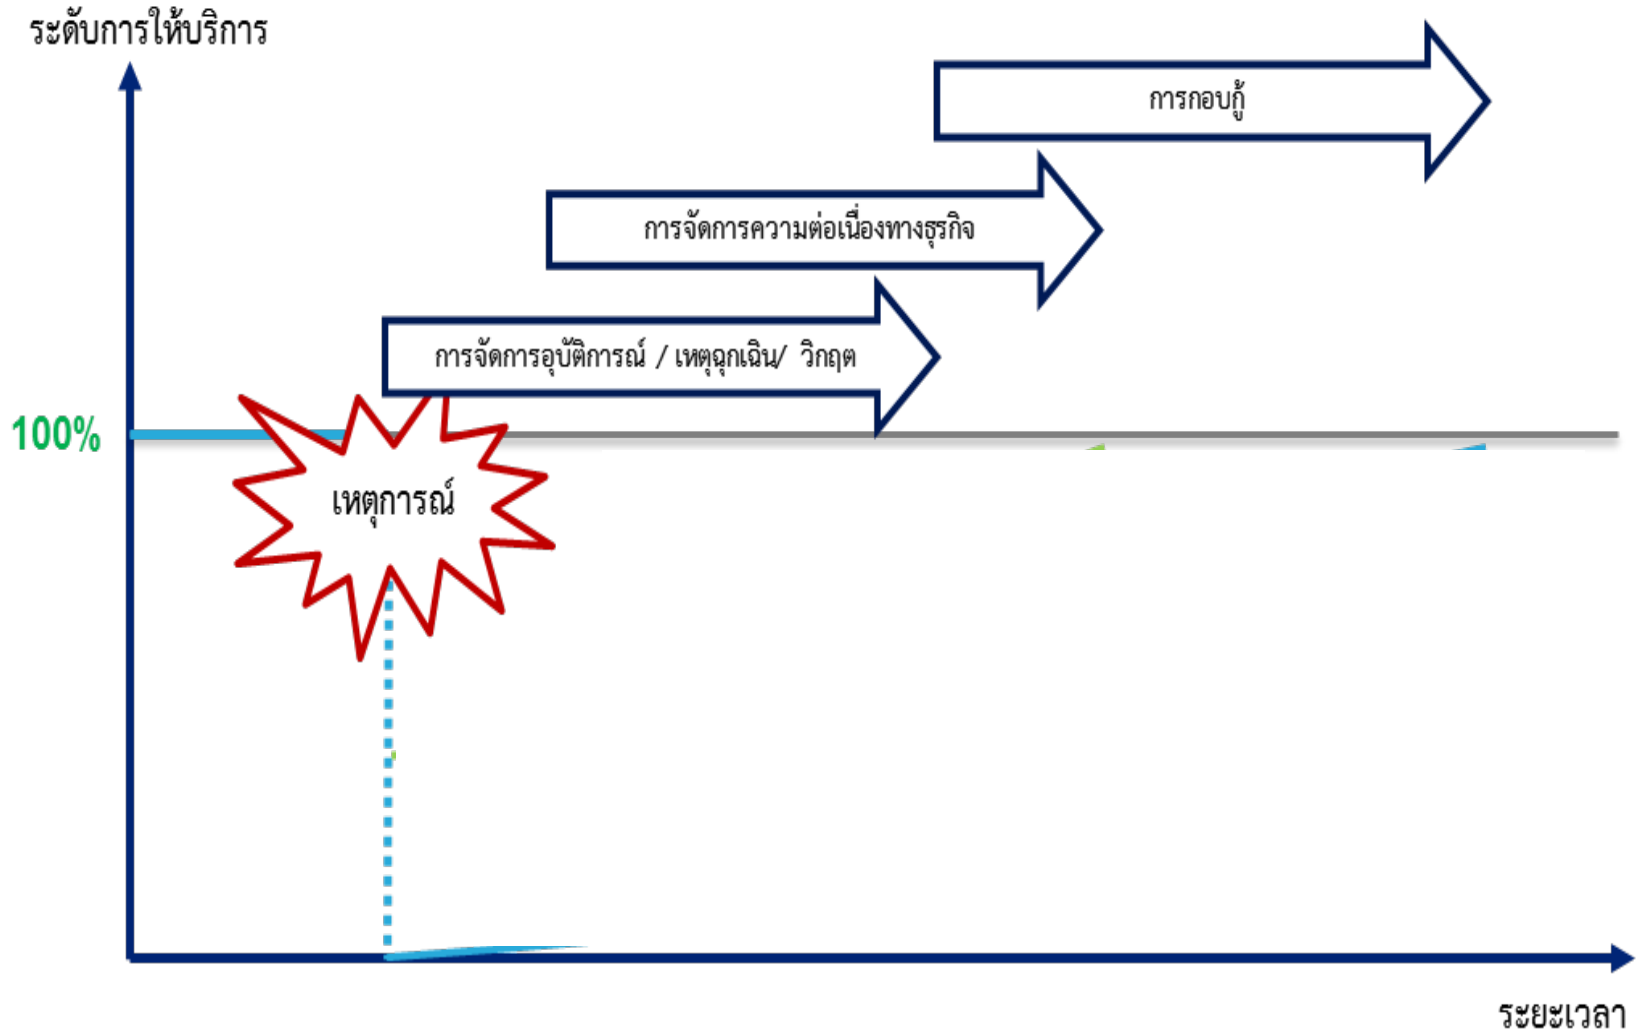 ระดับการให้บริการ
การกอบกู้
การจัดการความต่อเนื่องทางธุรกิจ
การจัดการอุบัติการณ์ / เหตุฉุกเฉิน/ วิกฤต
100%
เหตุการณ์
ระยะเวลา